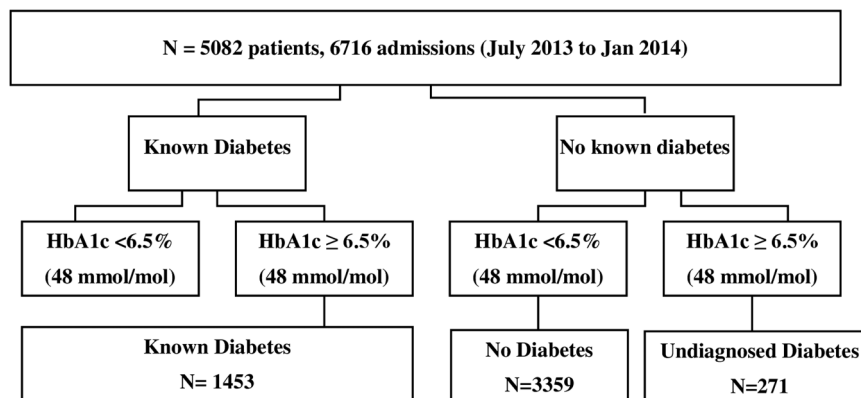 N = 5082 patients, 6716 admissions (July 2013 to Jan 2014)
Known Diabetes
No known diabetes
HbA1c <6.5%
(48 mmol/mol)
HbA1c ≥ 6.5%
(48 mmol/mol)
HbA1c <6.5%
(48 mmol/mol)
HbA1c ≥ 6.5%
(48 mmol/mol)
Known Diabetes
N= 1453
No Diabetes
N=3359
Undiagnosed Diabetes
N=271